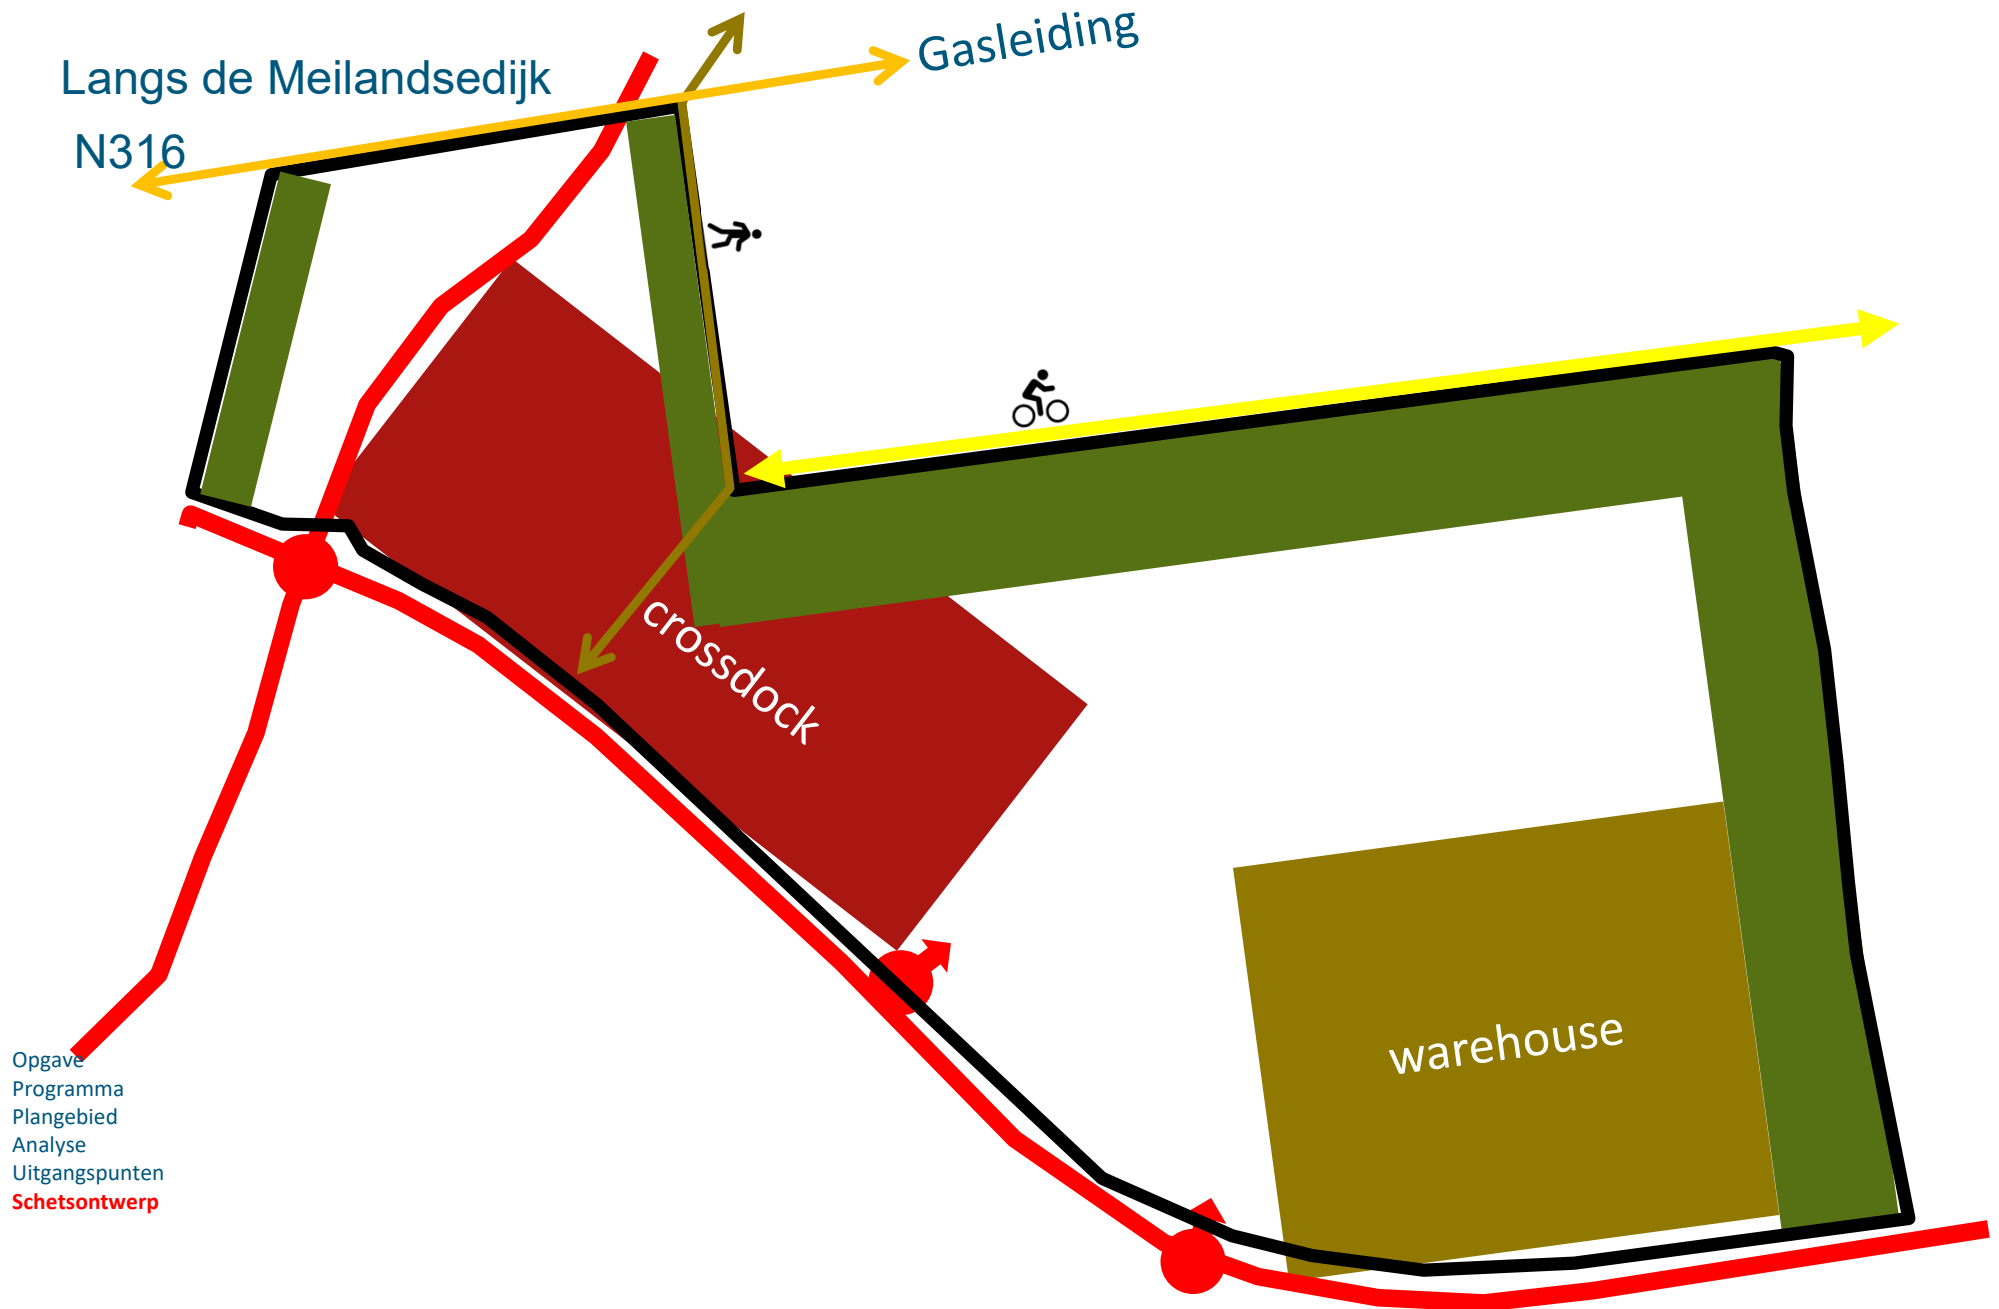 Langs de Meilandsedijk
Gasleiding
N316
crossdock
warehouse
Opgave
Programma
Plangebied
Analyse
Uitgangspunten
Schetsontwerp